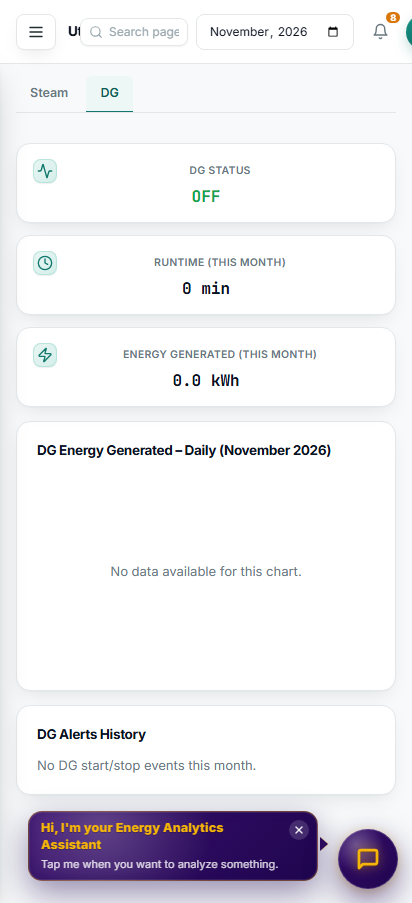 Ut
Search page
November, 2026
8
Steam
DG
DG STATUS
OFF
RUNTIME (THIS MONTH)
0 min
ENERGY GENERATED (THIS MONTH)
0.0 kWh
DG Energy Generated – Daily (November 2026)
No data available for this chart.
DG Alerts History
No DG start/stop events this month.
Hi, I'm your Energy Analytics
Assistant
Tap me when you want to analyze something.